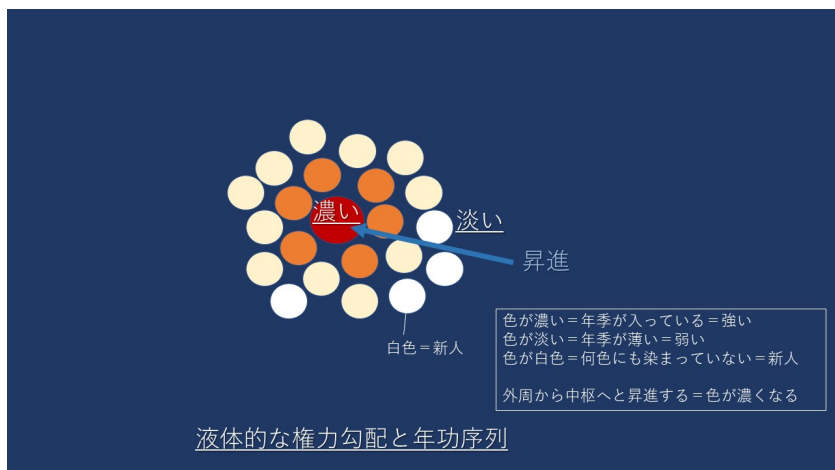 濃い
淡い
昇進
白色＝新人
色が濃い＝年季が入っている＝強い
色が淡い＝年季が薄い＝弱い
色が白色＝何色にも染まっていない＝新人
外周から中枢へと昇進する＝色が濃くなる
液体的な権力勾配と年功序列